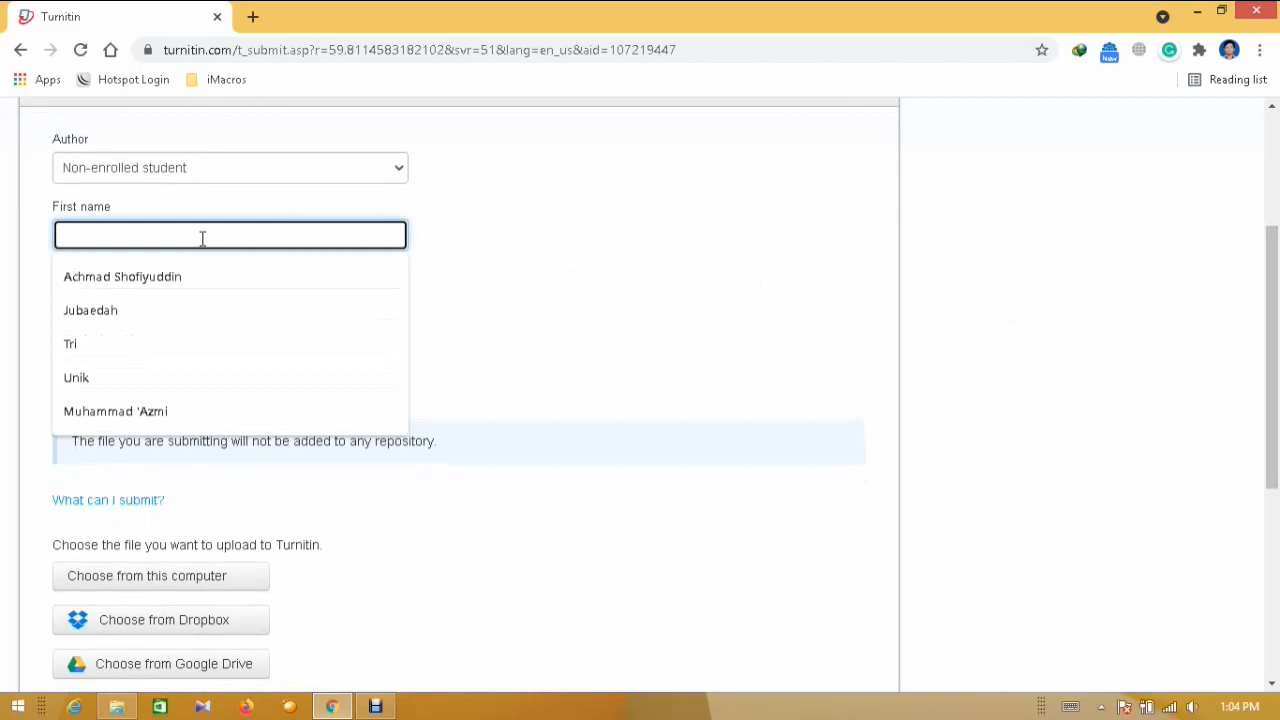 Turnitin
turnitin.com/t_submit.asp?r=59.8114583182102&svr=51&lang=en_us&aid=107219447
New
Apps
Hotspot Login
iMacros
Reading list
Author
Non-enrolled student
First name
Achmad Shofiyuddin
Jubaedah
Tri
Unik
Muhammad 'Azmi
The file you are submitting will not be added to any repository.
What can I submit?
Choose the file you want to upload to Turnitin.
Choose from this computer
Choose from Dropbox
Choose from Google Drive
1:04 PM